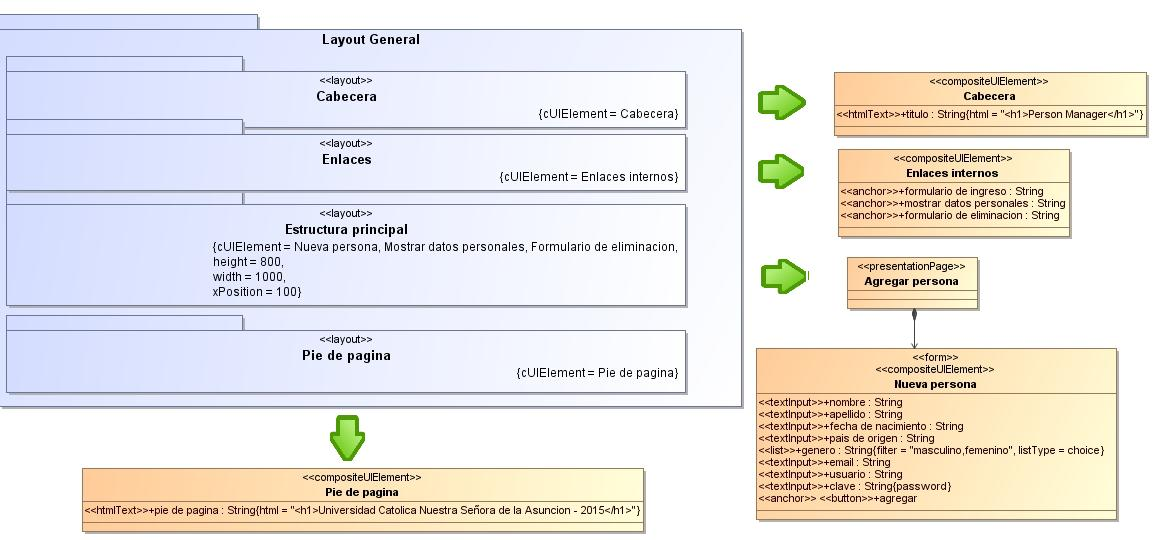 Layout General
<<layout>>
Cabecera
{cUIElement = Cabecera}
<<layout>>
Enlaces
{cUIElement = Enlaces internos}
<<layout>>
Estructura principal
{cUIElement = Nueva persona, Mostrar datos personales, Formulario de eliminacion,
height = 800,
width = 1000,
xPosition = 100}
<<layout>>
Pie de pagina
{cUIElement = Pie de pagina}
<<compositeUIElement>>
Cabecera
<<htmlText>>+titulo : String{html = "<h1>Person Manager</h1>"}
<<compositeUIElement>>
Enlaces internos
<<anchor>>+formulario de ingreso : String
<<anchor>>+mostrar datos personales : String
<<anchor>>+formulario de eliminacion : String
<<presentationPage>>
Agregar persona
<<form>>
<<compositeUIElement>>
Nueva persona
<<textInput>>+nombre : String
<<textInput>>+apellido : String
<<textInput>>+fecha de nacimiento : String
<<textInput>>+pais de origen : String
<<list>>+genero : String{filter = "masculino,femenino", listType = choice}
<<textInput>>+email : String
<<textInput>>+usuario : String
<<textInput>>+clave : String{password}
<<anchor>> <<button>>+agregar
<<compositeUIElement>>
Pie de pagina
<<htmlText>>+pie de pagina : String{html = "<h1>Universidad Catolica Nuestra Señora de la Asuncion - 2015</h1>"}